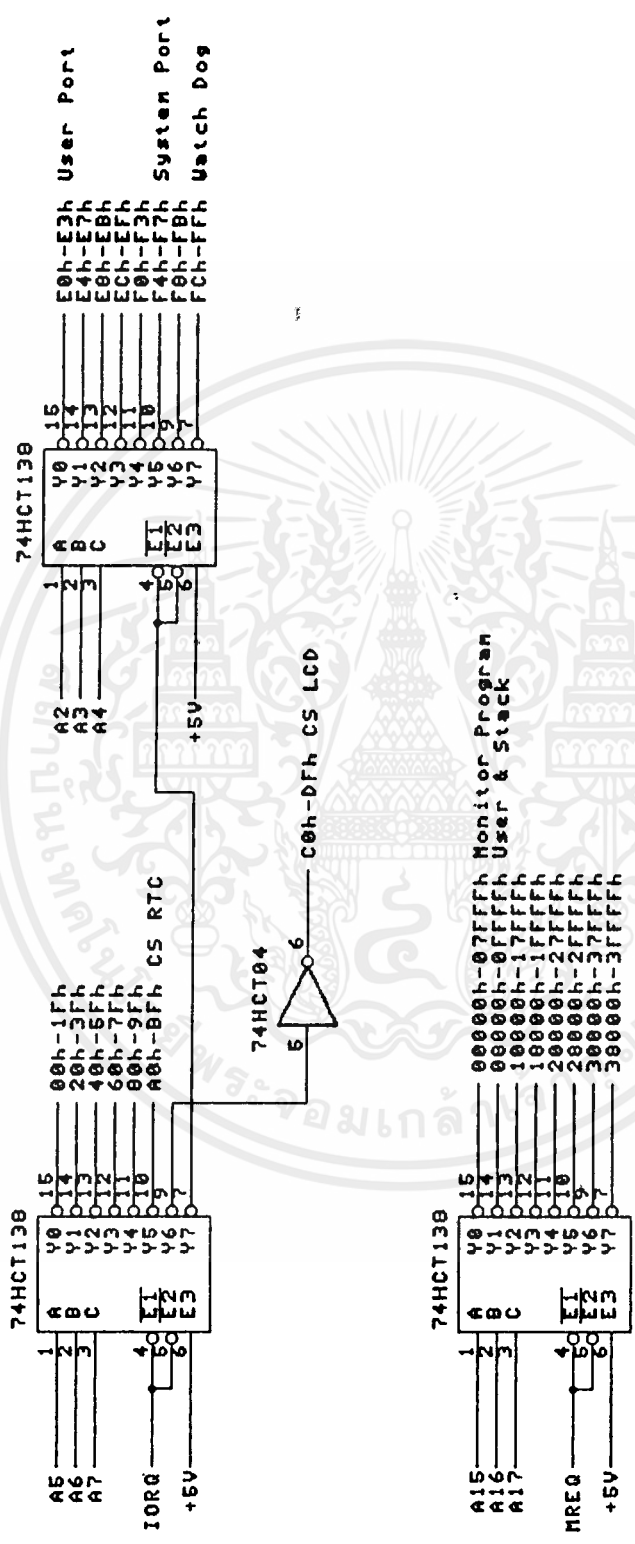 74HCT138
A5 1 A Y0 15 00h-1Fh
A6 2 B Y1 14 20h-3Fh
A7 3 C Y2 13 40h-5Fh
Y3 12 60h-7Fh
Y4 11 80h-9Fh
IORQ 4 E1 Y5 10 A0h-BFh CS RTC
5 E2 Y6 9
+5V 6 E3 Y7 7
74HCT138
A2 1 A Y0 15 E0h-E3h User Port
A3 2 B Y1 14 E4h-E7h
A4 3 C Y2 13 E8h-EBh
Y3 12 ECh-EFh
Y4 11 F0h-F3h
4 E1 Y5 10 F4h-F7h System Port
5 E2 Y6 9 F8h-FBh
+5V 6 E3 Y7 7 FCh-FFh Watch Dog
74HCT04
5 6 C0h-DFh CS LCD
74HCT138
A15 1 A Y0 15 00000h-07FFFh Monitor Program
A16 2 B Y1 14 08000h-0FFFFh User & Stack
A17 3 C Y2 13 10000h-17FFFh
Y3 12 18000h-1FFFFh
Y4 11 20000h-27FFFh
MREQ 4 E1 Y5 10 28000h-2FFFFh
5 E2 Y6 9 30000h-37FFFh
+5V 6 E3 Y7 7 38000h-3FFFFh